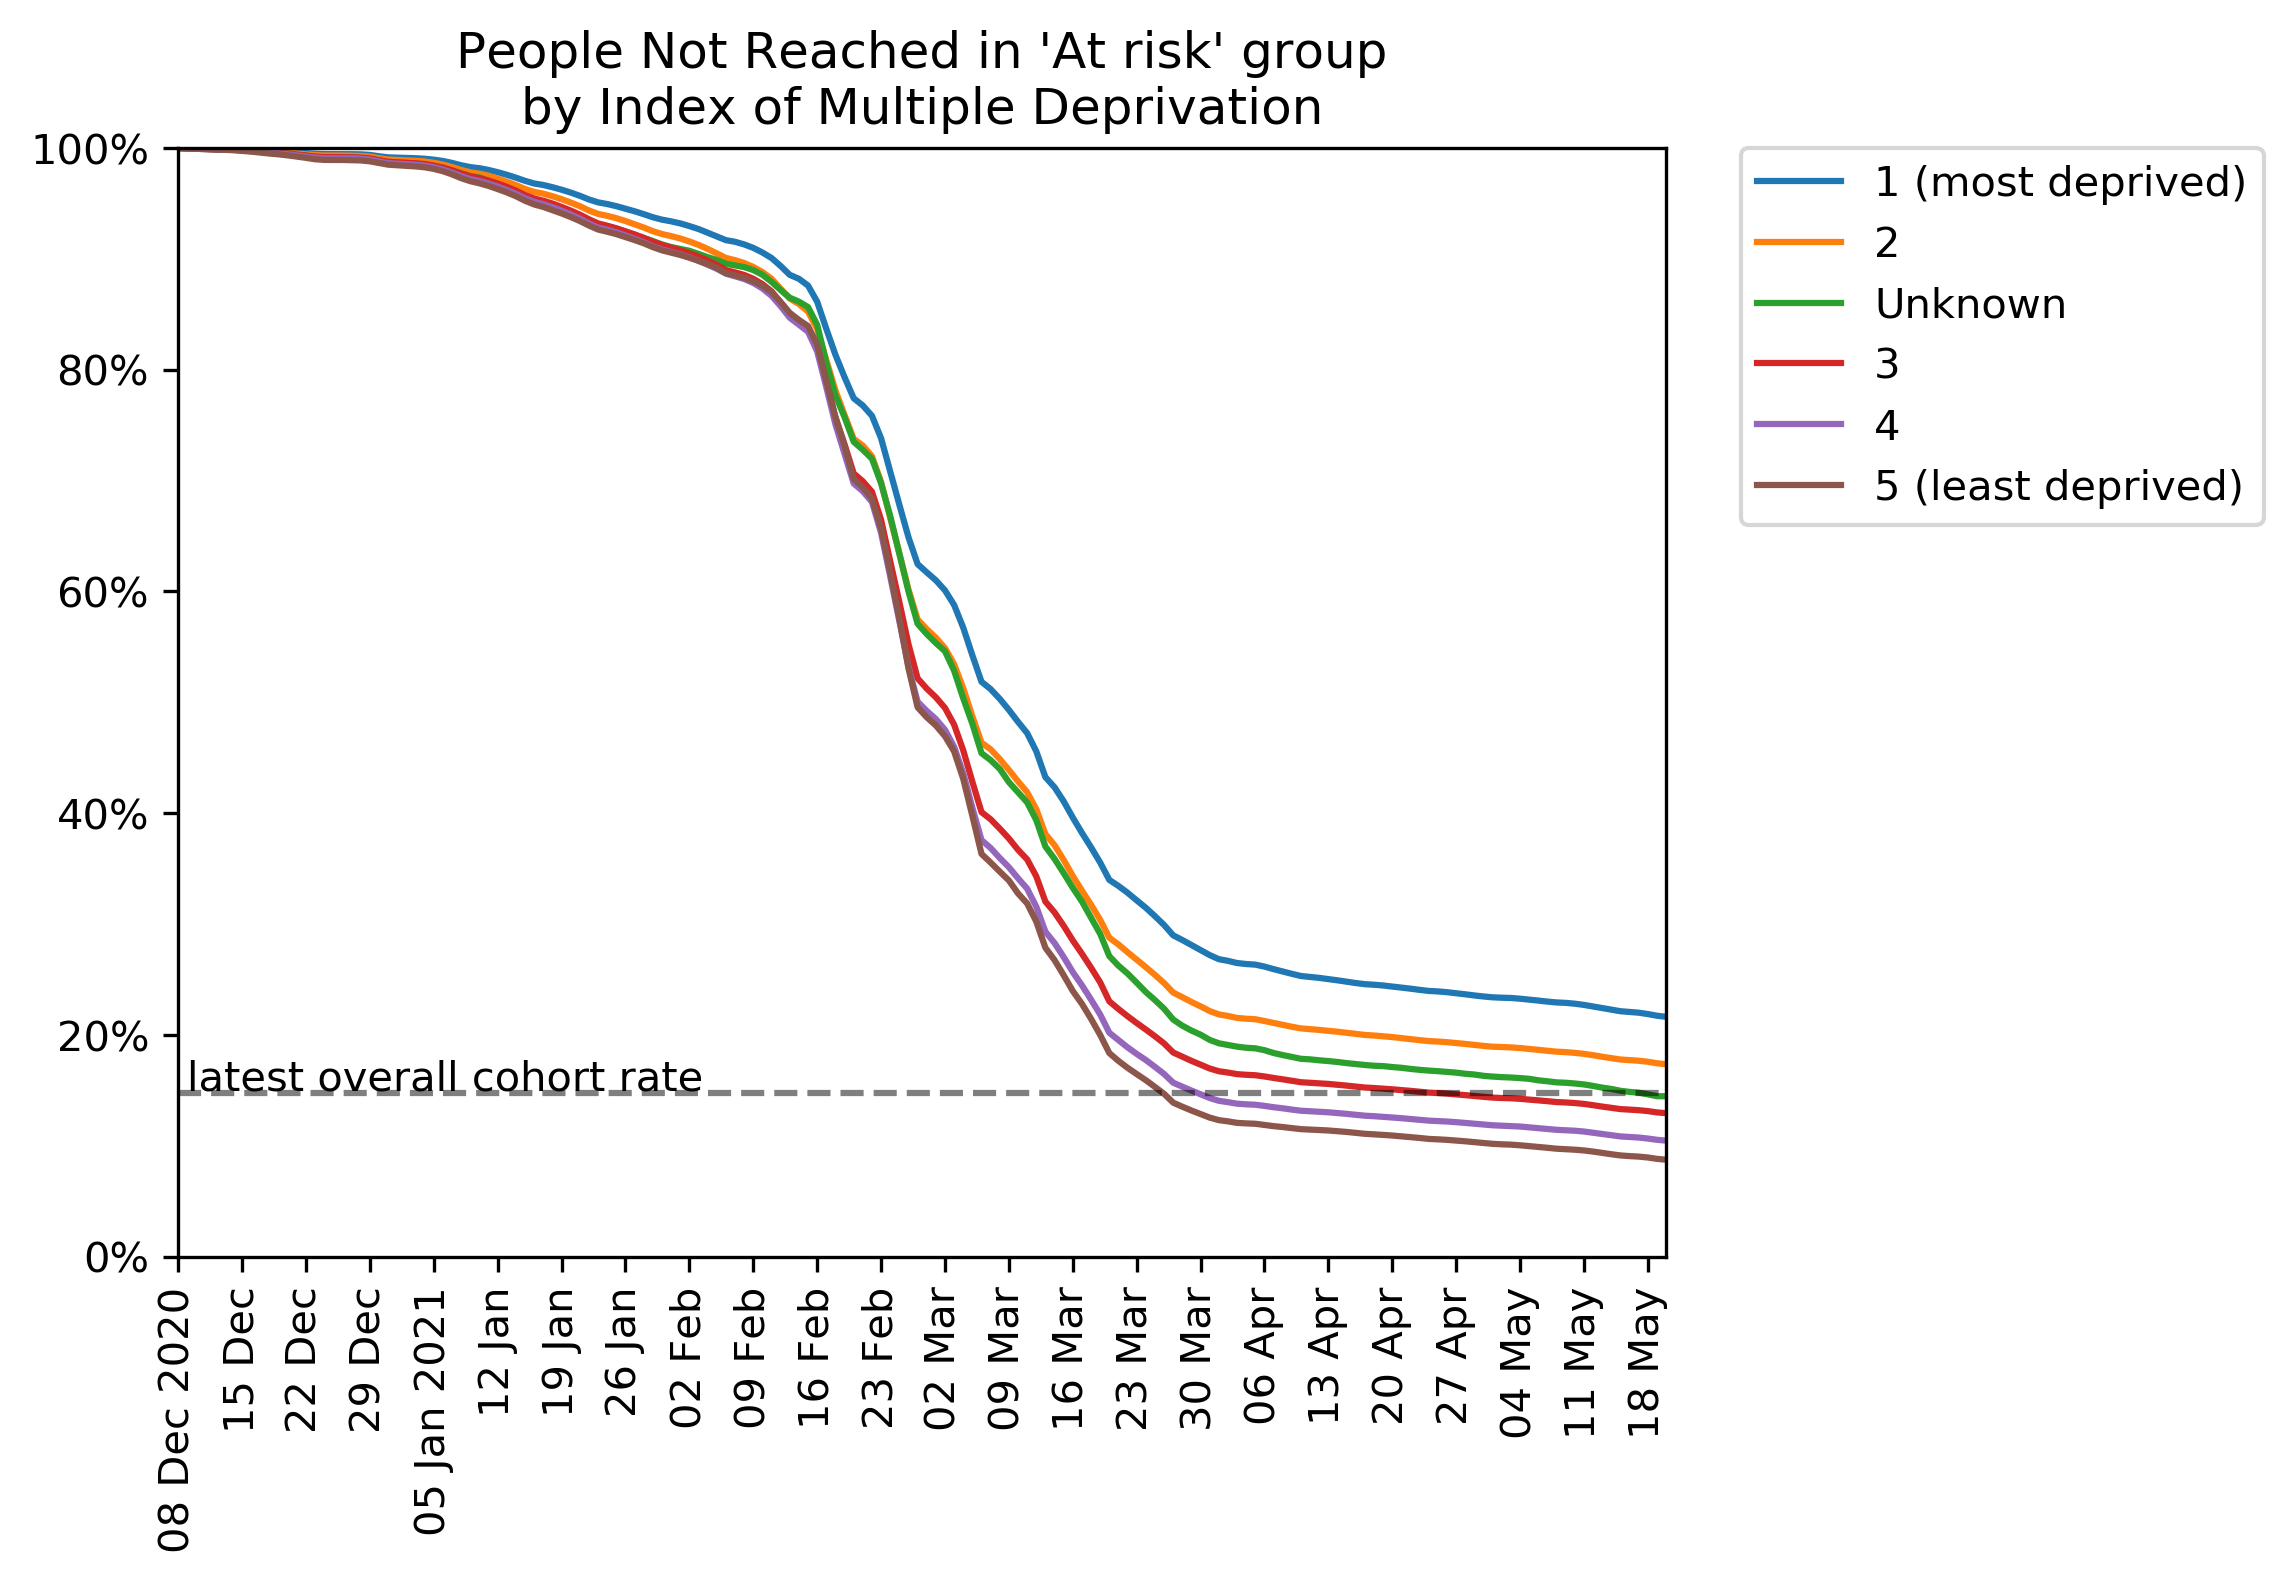 People Not Reached in 'At risk' group
by Index of Multiple Deprivation
100%
80%
60%
40%
20%
0%
latest overall cohort rate
08 Dec 2020
15 Dec
22 Dec
29 Dec
05 Jan 2021
12 Jan
19 Jan
26 Jan
02 Feb
09 Feb
16 Feb
23 Feb
02 Mar
09 Mar
16 Mar
23 Mar
30 Mar
06 Apr
13 Apr
20 Apr
27 Apr
04 May
11 May
18 May
1 (most deprived)
2
Unknown
3
4
5 (least deprived)